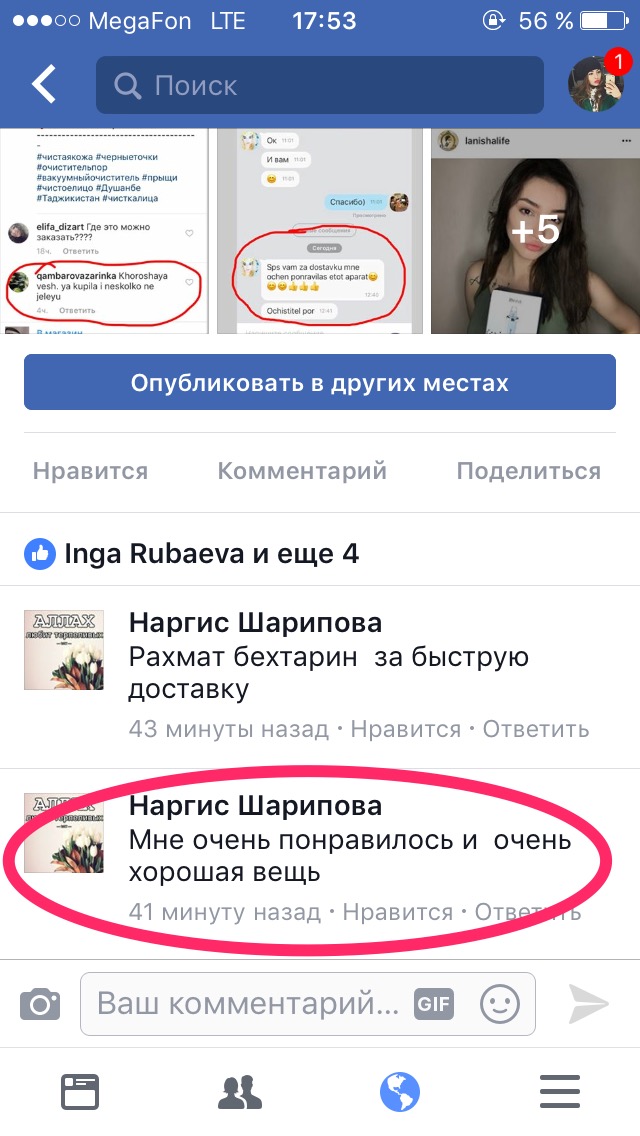 MegaFon LTE 17:53 56 %
Поиск
1
#чистаякожа #черныеточки
#очистительпор
#вакуумныйочиститель #прыщи
#чистоелицо #Душанбе
#Таджикистан #чисткалица
elifa_dizart Где это можно
заказать????
18ч. Ответить
qambarovazarinka Khoroshaya
vesh. ya kupila i neskolko ne
jeleyu
4ч. Ответить
В магазин
Ок 11:01
И вам 11:01
😊 11:01
Спасибо) 11:01
Просмотрено
сообщения
Сегодня
Sps vam za dostavku mne
ochen ponravilas etot aparat😊
😊😊👍👍👍
12:40
Ochistitel por 12:41
lanishalife
+5
Опубликовать в других местах
Нравится Комментарий Поделиться
Inga Rubaeva и еще 4
АЛЛАХ
любит терпеливых
Наргис Шарипова
Рахмат бехтарин за быструю
доставку
43 минуты назад · Нравится · Ответить
АЛЛАХ
любит терпеливых
Наргис Шарипова
Мне очень понравилось и очень
хорошая вещь
41 минуту назад · Нравится · Ответить
Ваш комментарий... GIF